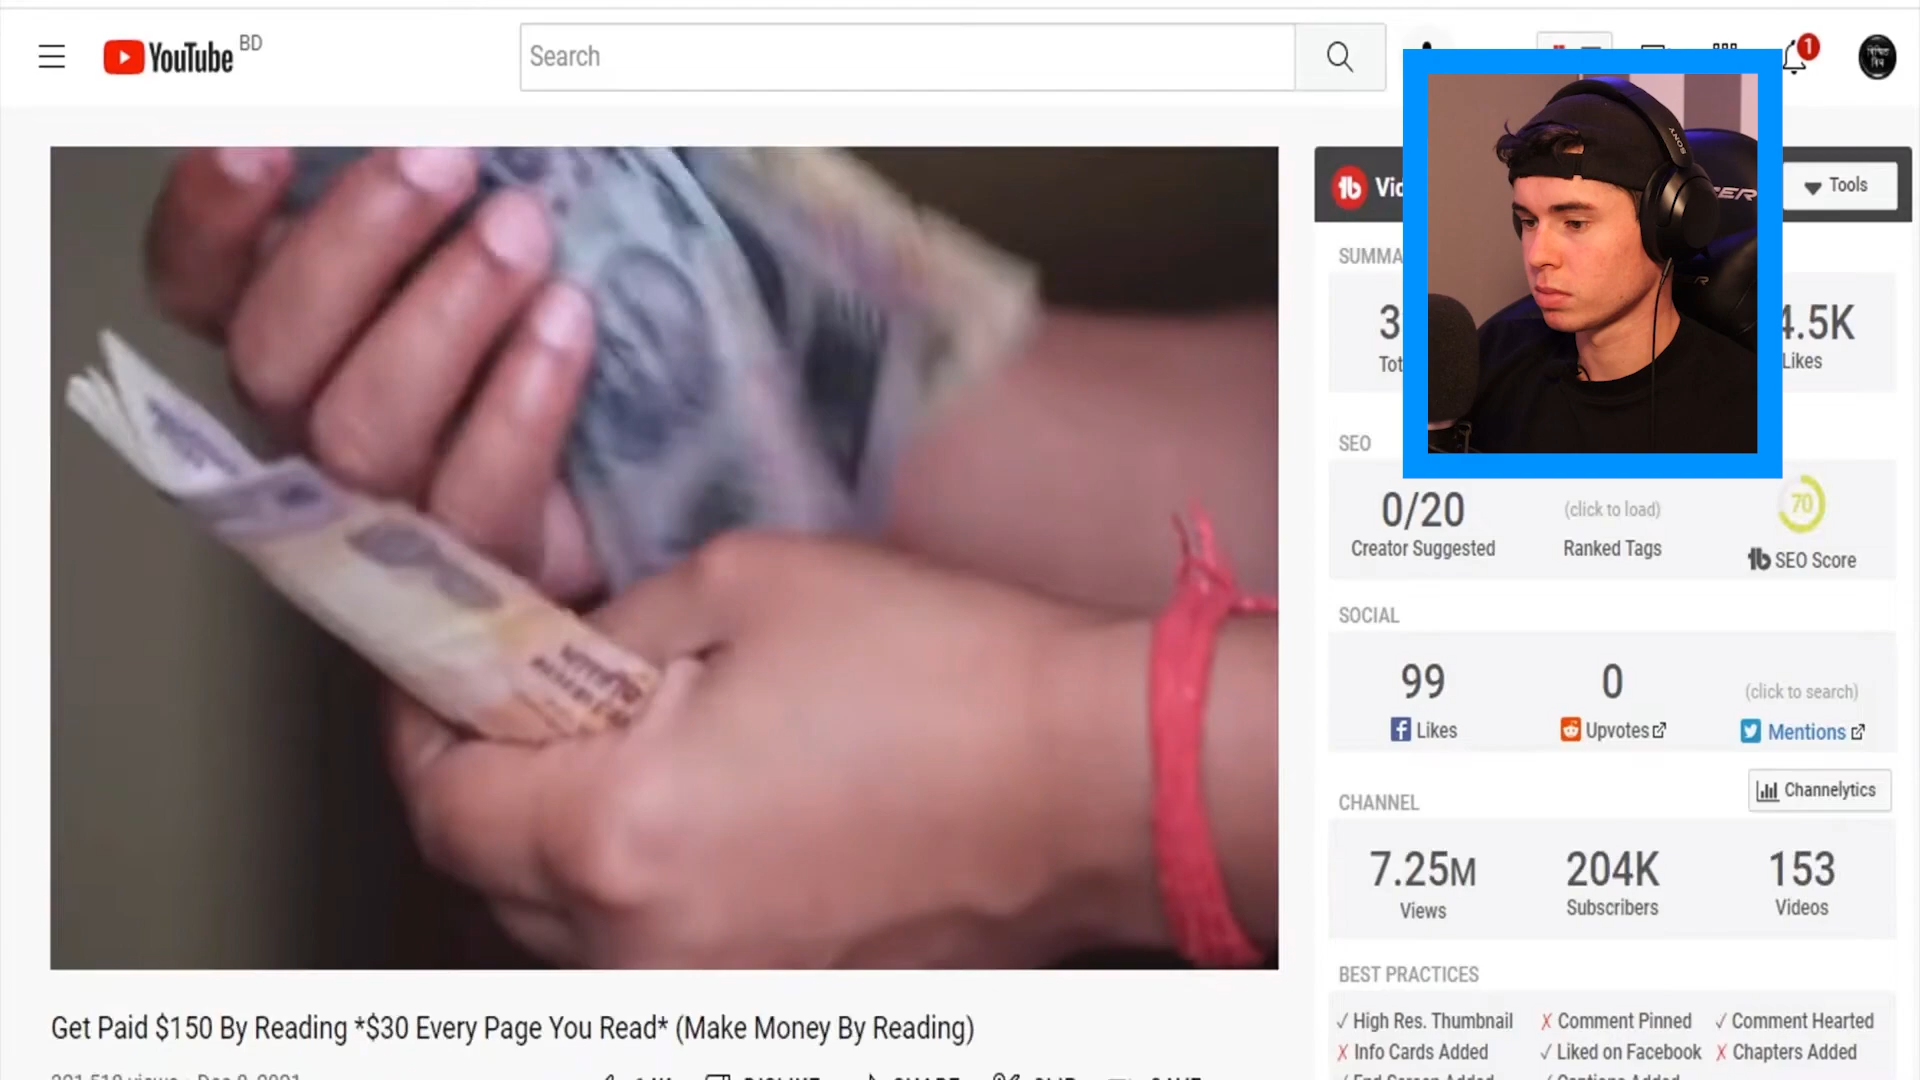 YouTube BD
Search
1
Tools
4.5K
Likes
SEO
0/20
Creator Suggested
(click to load)
Ranked Tags
70
SEO Score
SOCIAL
99
Likes
0
Upvotes
(click to search)
Mentions
CHANNEL
Channelytics
7.25M
Views
204K
Subscribers
153
Videos
BEST PRACTICES
✓ High Res. Thumbnail
✗ Comment Pinned
✓ Comment Hearted
✗ Info Cards Added
✓ Liked on Facebook
✗ Chapters Added
Get Paid $150 By Reading *$30 Every Page You Read* (Make Money By Reading)
SONY